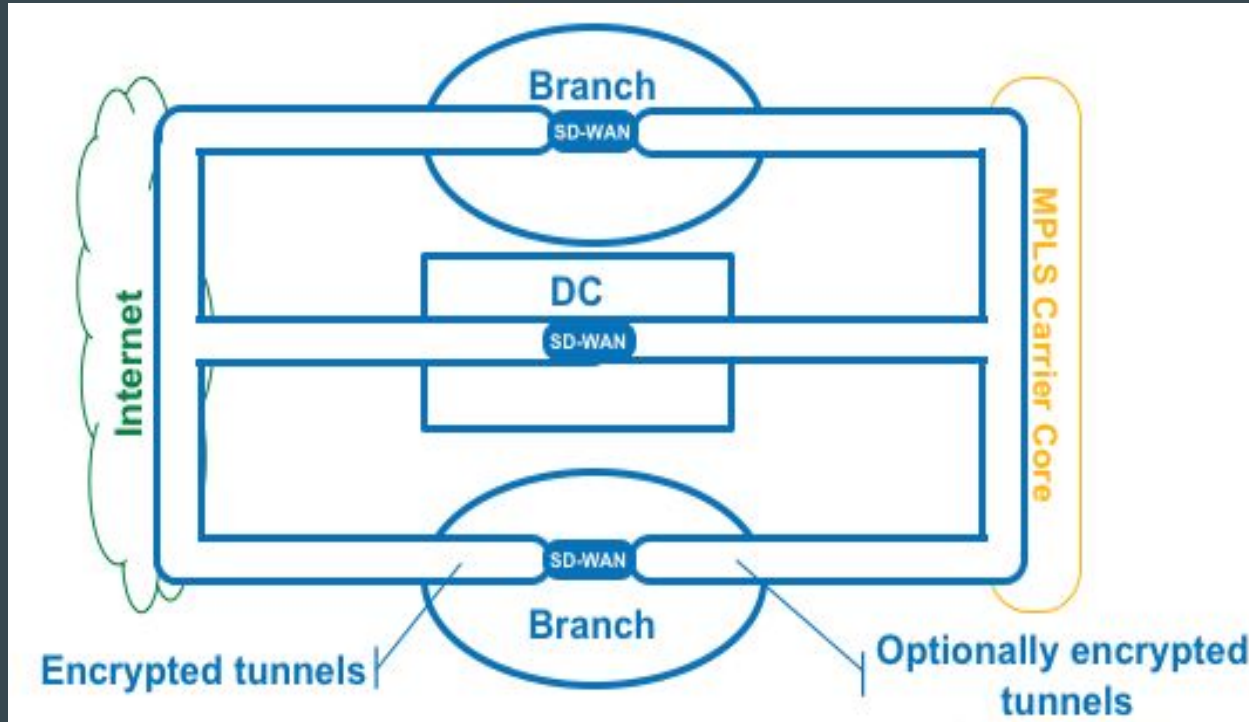 Branch
SD-WAN
DC
SD-WAN
Internet
MPLS Carrier Core
SD-WAN
Branch
Encrypted tunnels
Optionally encrypted
tunnels